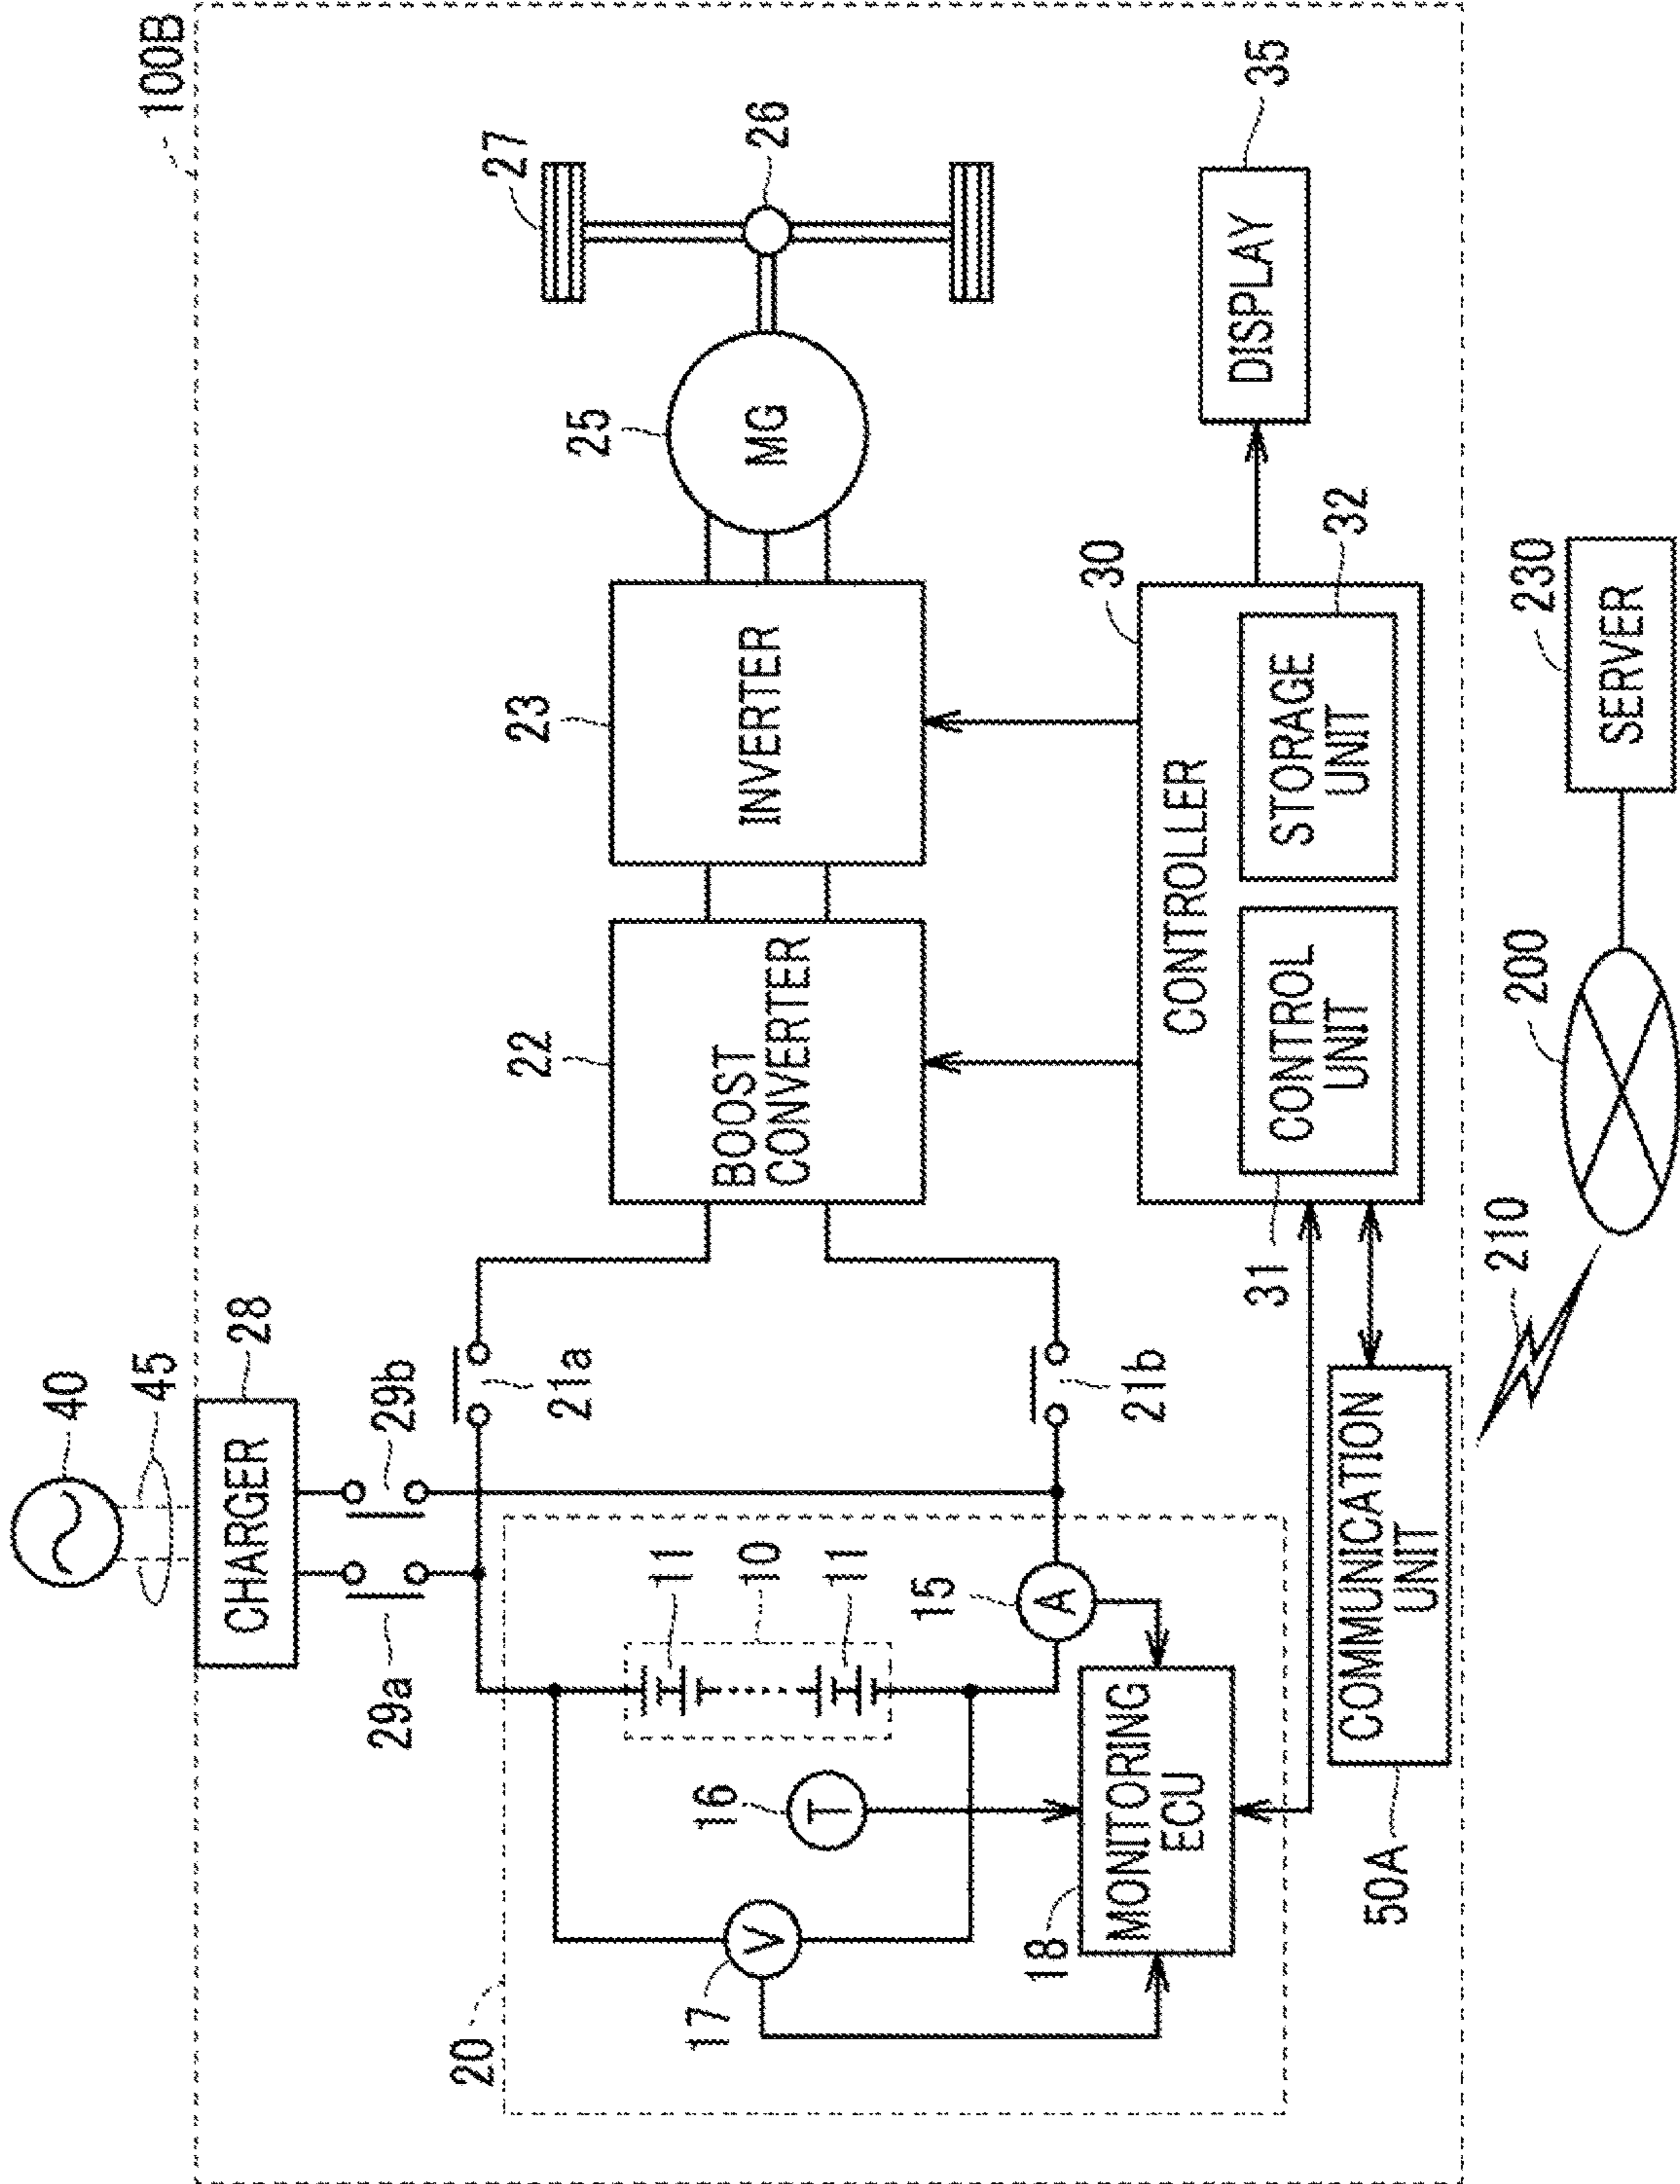 100B
40
45
CHARGER
28
29a
29b
20
21a
21b
10
11
11
15
A
16
T
17
V
18
MONITORING
ECU
22
BOOST
CONVERTER
23
INVERTER
25
MG
26
27
30
CONTROLLER
31
CONTROL
UNIT
32
STORAGE
UNIT
35
DISPLAY
50A
COMMUNICATION
UNIT
210
200
230
SERVER